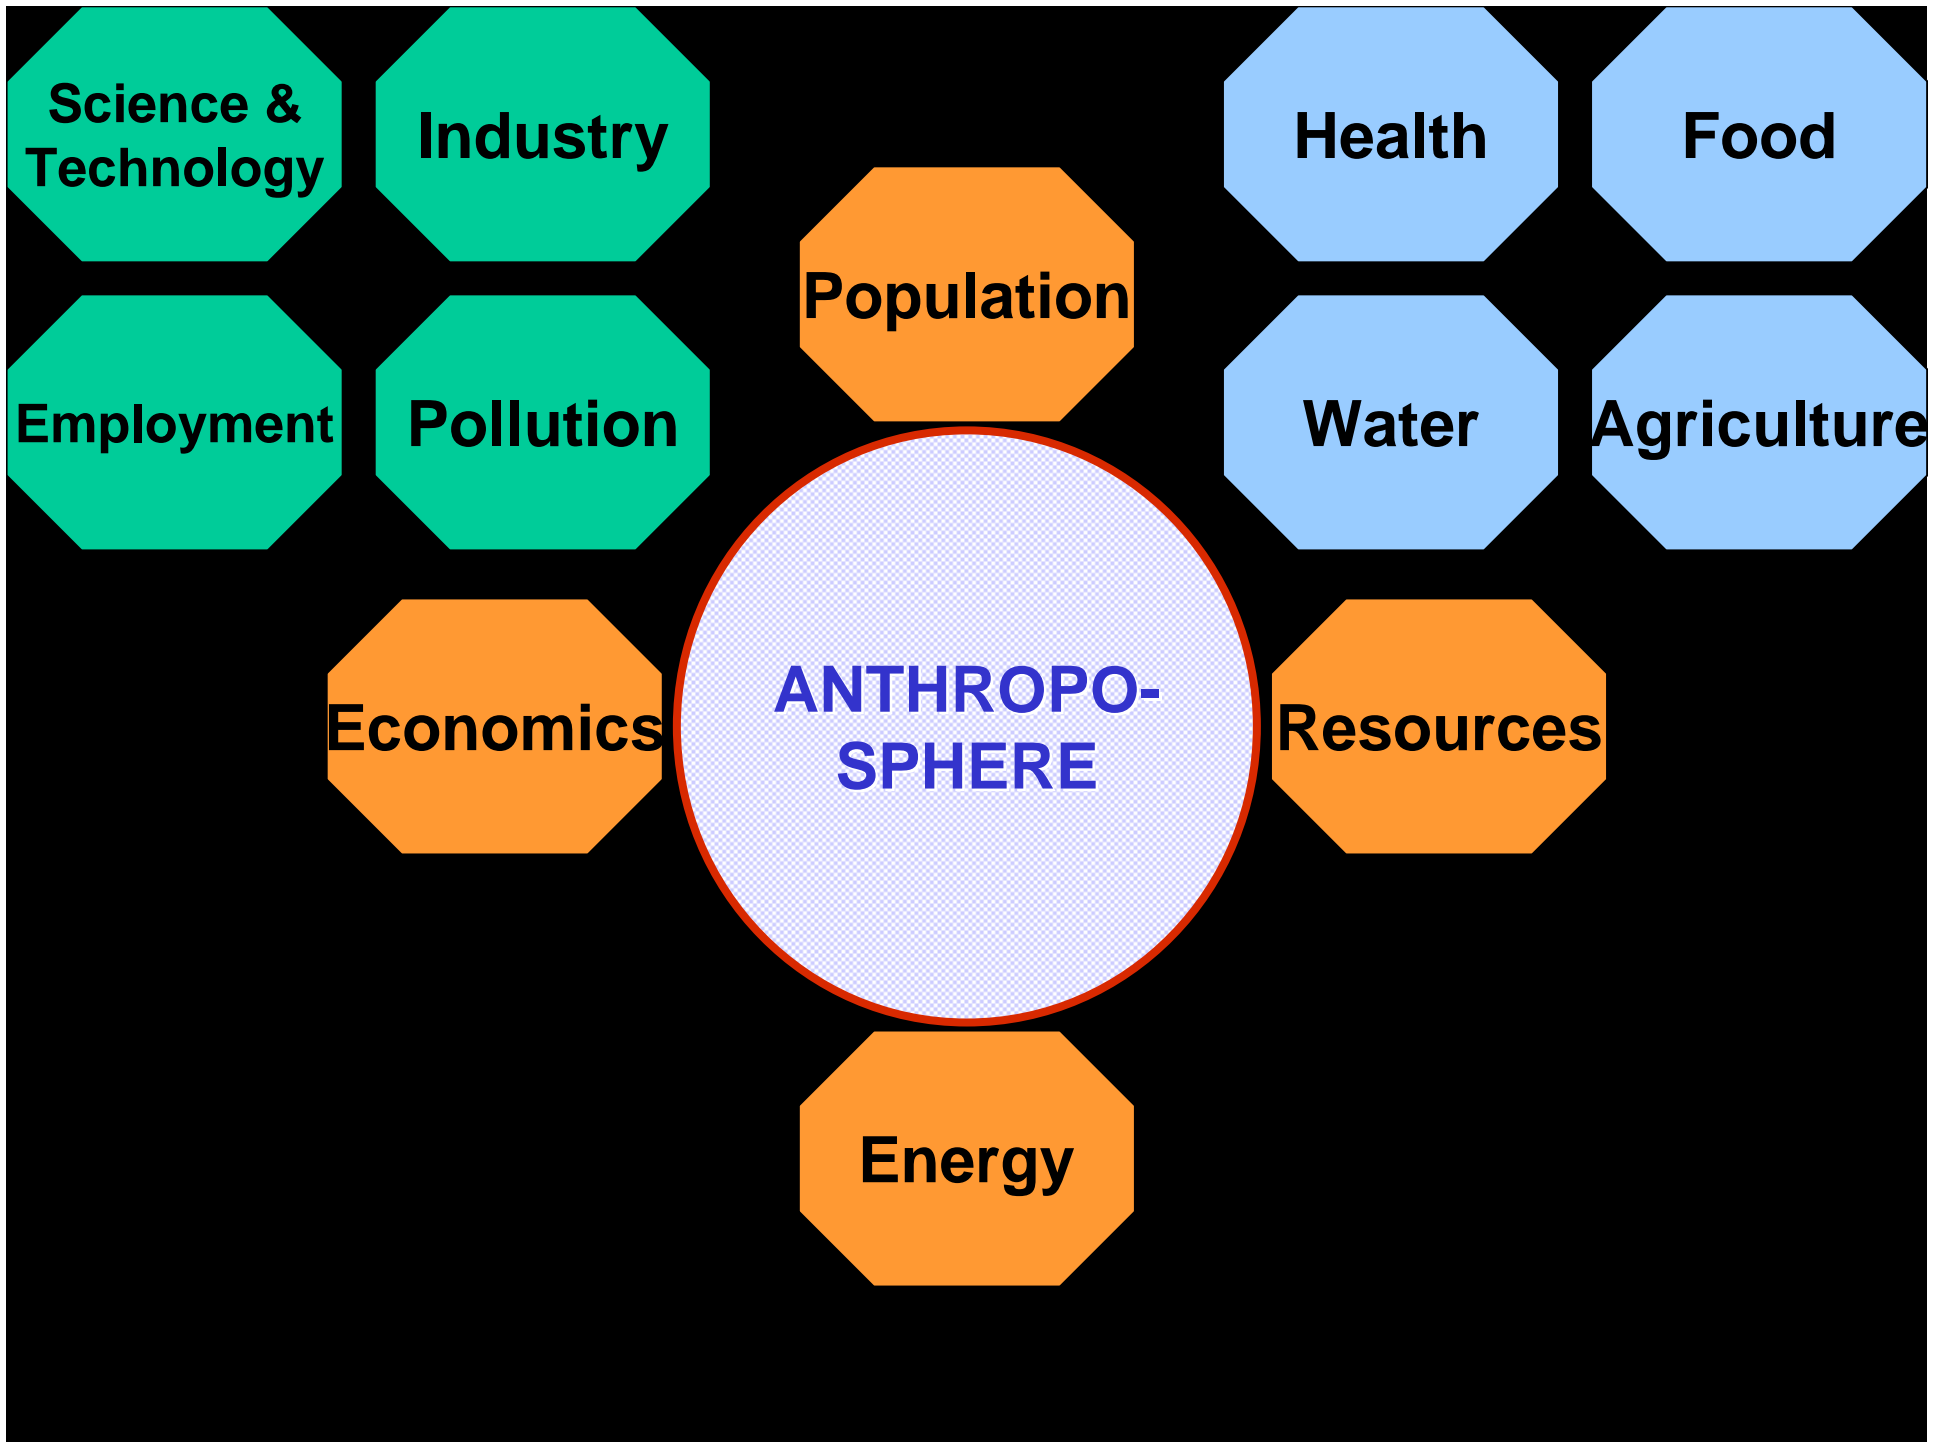 Science &
Technology
Industry
Health
Food
Population
Employment
Pollution
Water
Agriculture
Economics
ANTHROPO-
SPHERE
Resources
Energy